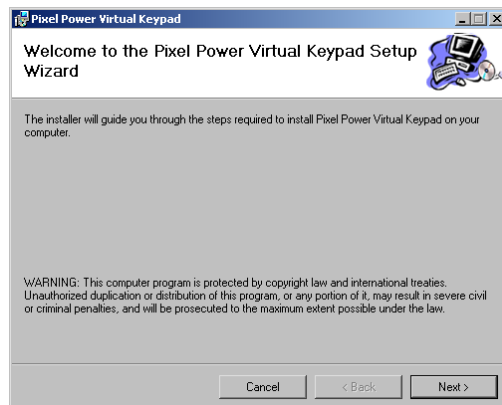 Pixel Power Virtual Keypad
Welcome to the Pixel Power Virtual Keypad Setup
Wizard
The installer will guide you through the steps required to install Pixel Power Virtual Keypad on your
computer.
WARNING: This computer program is protected by copyright law and international treaties.
Unauthorized duplication or distribution of this program, or any portion of it, may result in severe civil
or criminal penalties, and will be prosecuted to the maximum extent possible under the law.
Cancel < Back Next >